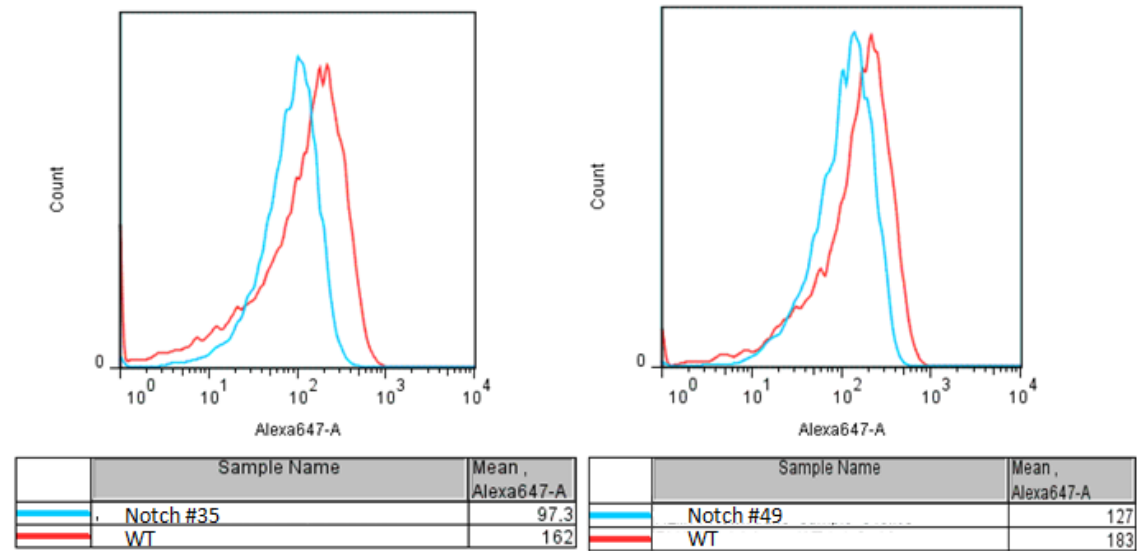 Count
0
10^0 10^1 10^2 10^3 10^4
Alexa647-A
Sample Name Mean ,
Alexa647-A
Notch #35 97.3
WT 162
Count
0
10^0 10^1 10^2 10^3 10^4
Alexa647-A
Sample Name Mean ,
Alexa647-A
Notch #49 127
WT 183